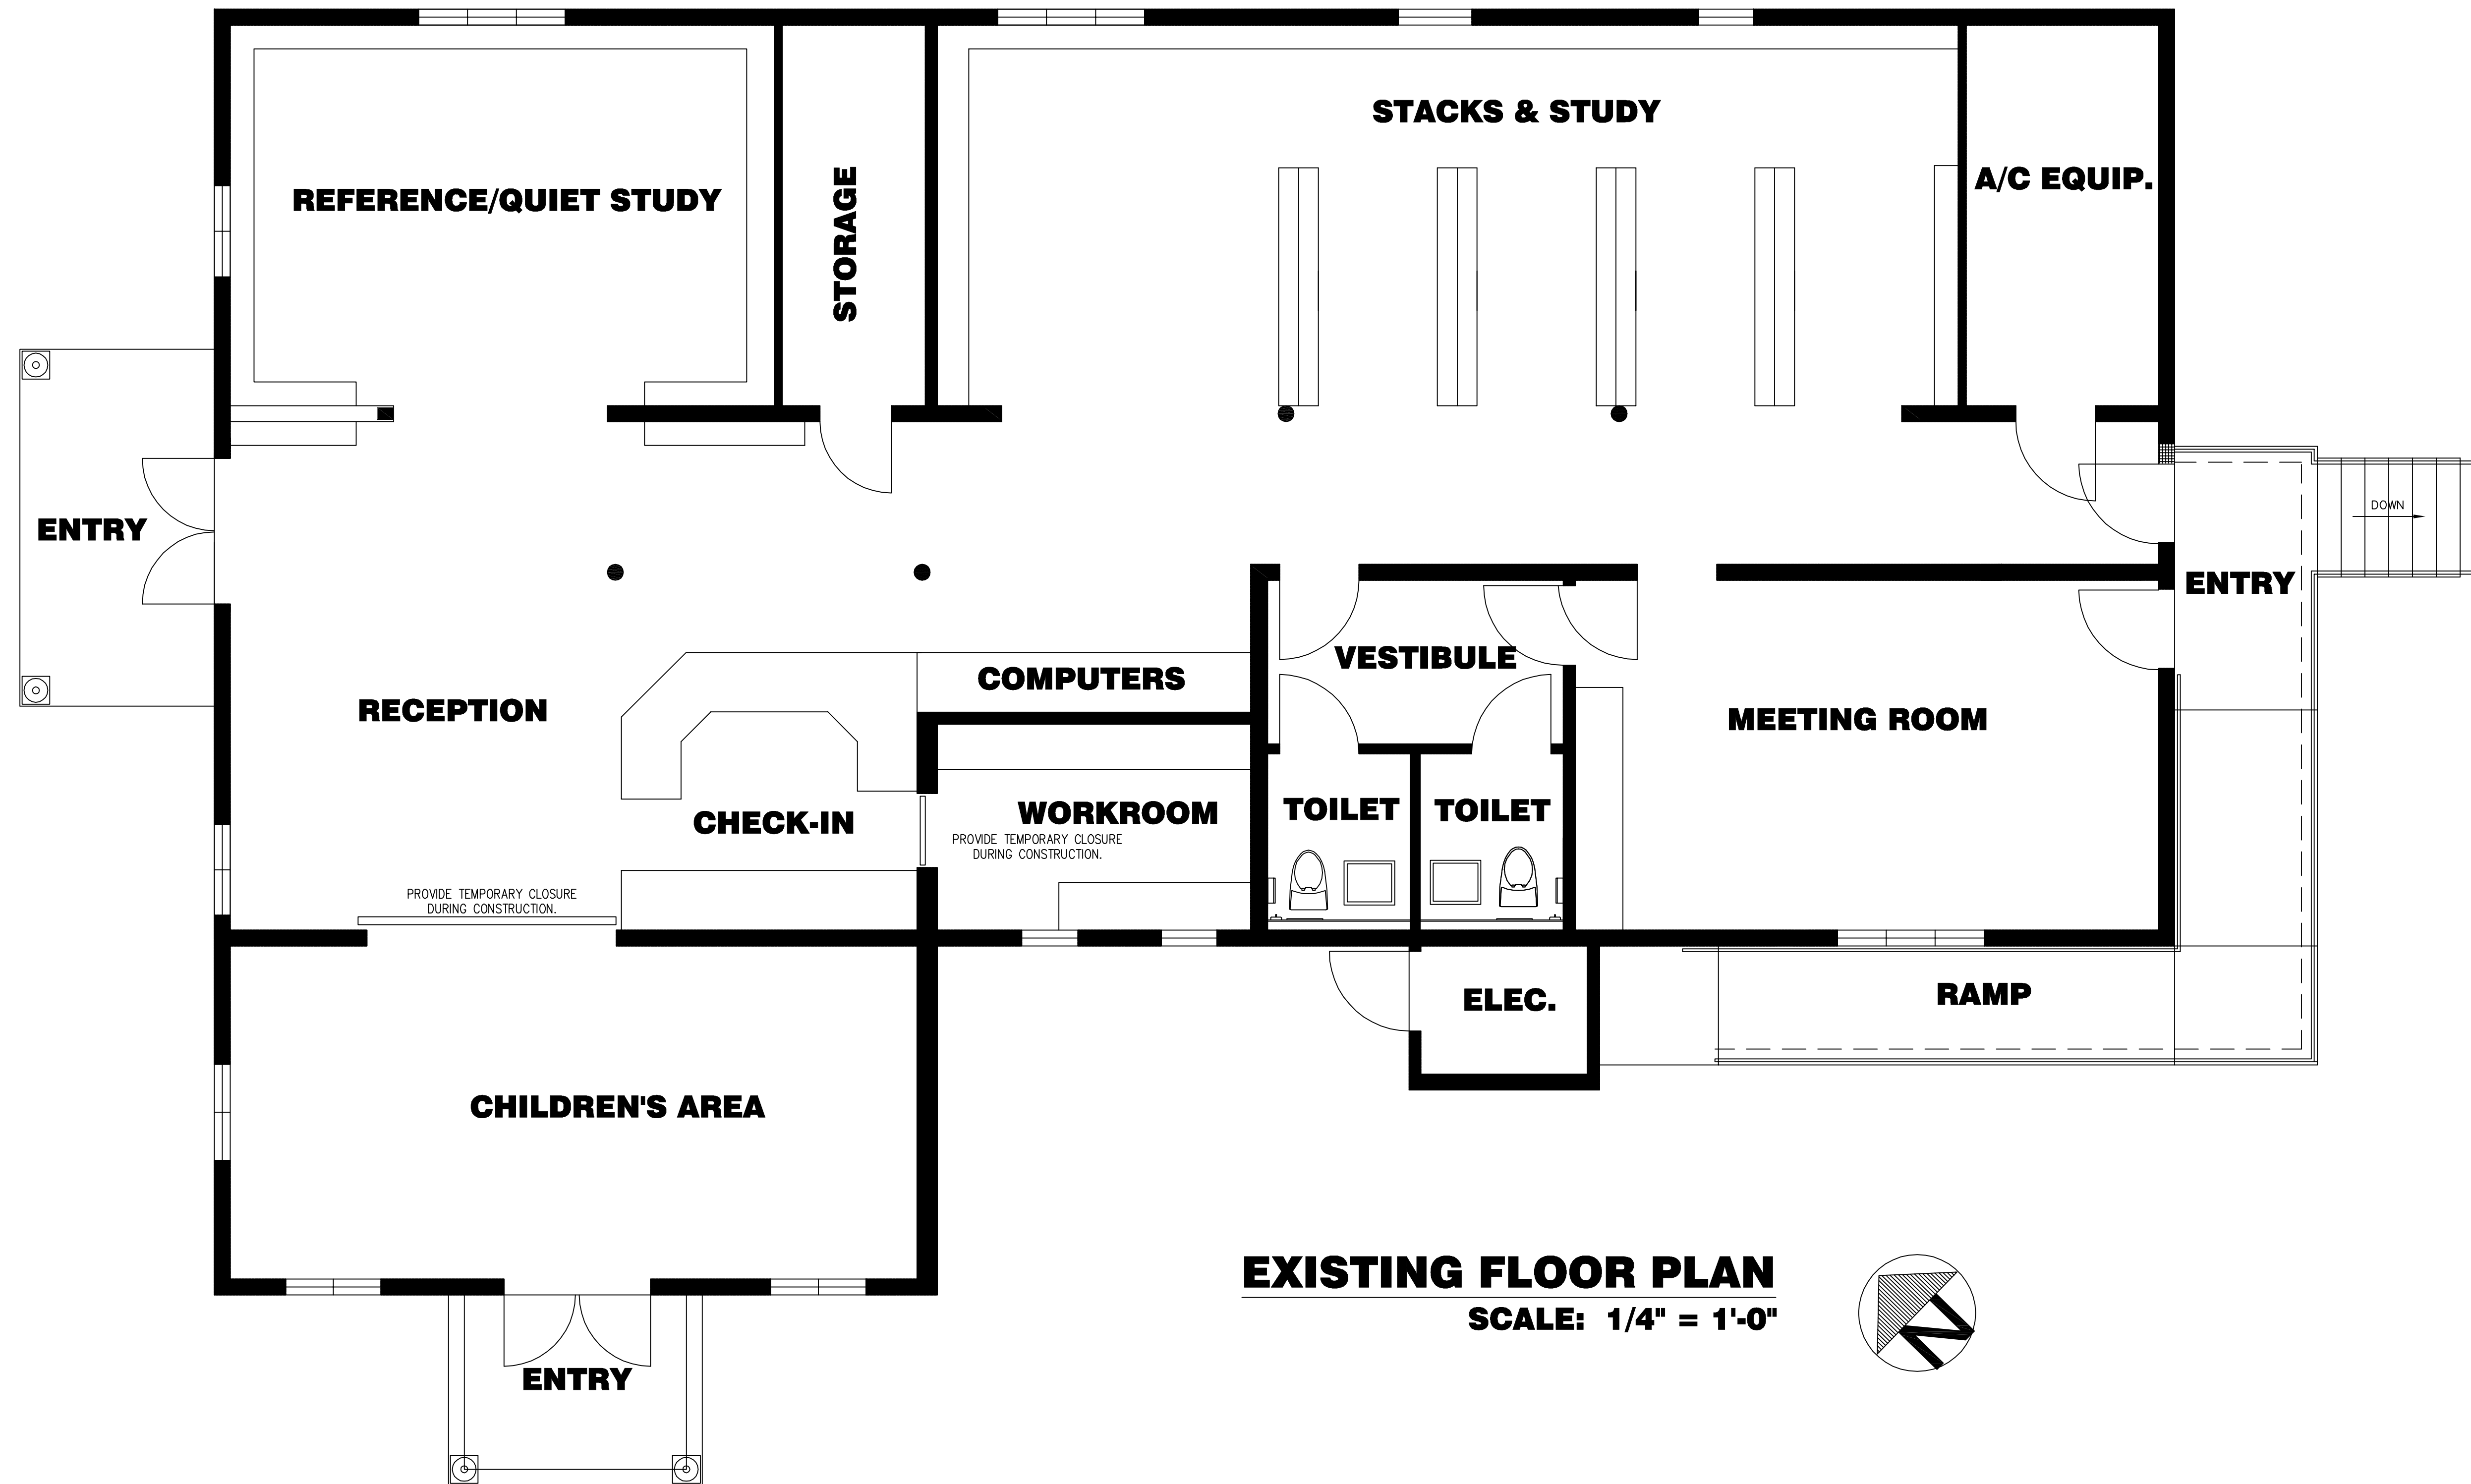 STACKS & STUDY
A/C EQUIP.
REFERENCE/QUIET STUDY
STORAGE
DOWN
ENTRY
ENTRY
VESTIBULE
COMPUTERS
RECEPTION
MEETING ROOM
TOILET
TOILET
WORKROOM
CHECK-IN
PROVIDE TEMPORARY CLOSURE
DURING CONSTRUCTION.
PROVIDE TEMPORARY CLOSURE
DURING CONSTRUCTION.
RAMP
ELEC.
CHILDREN'S AREA
EXISTING FLOOR PLAN
SCALE: 1/4" = 1'-0"
N
ENTRY